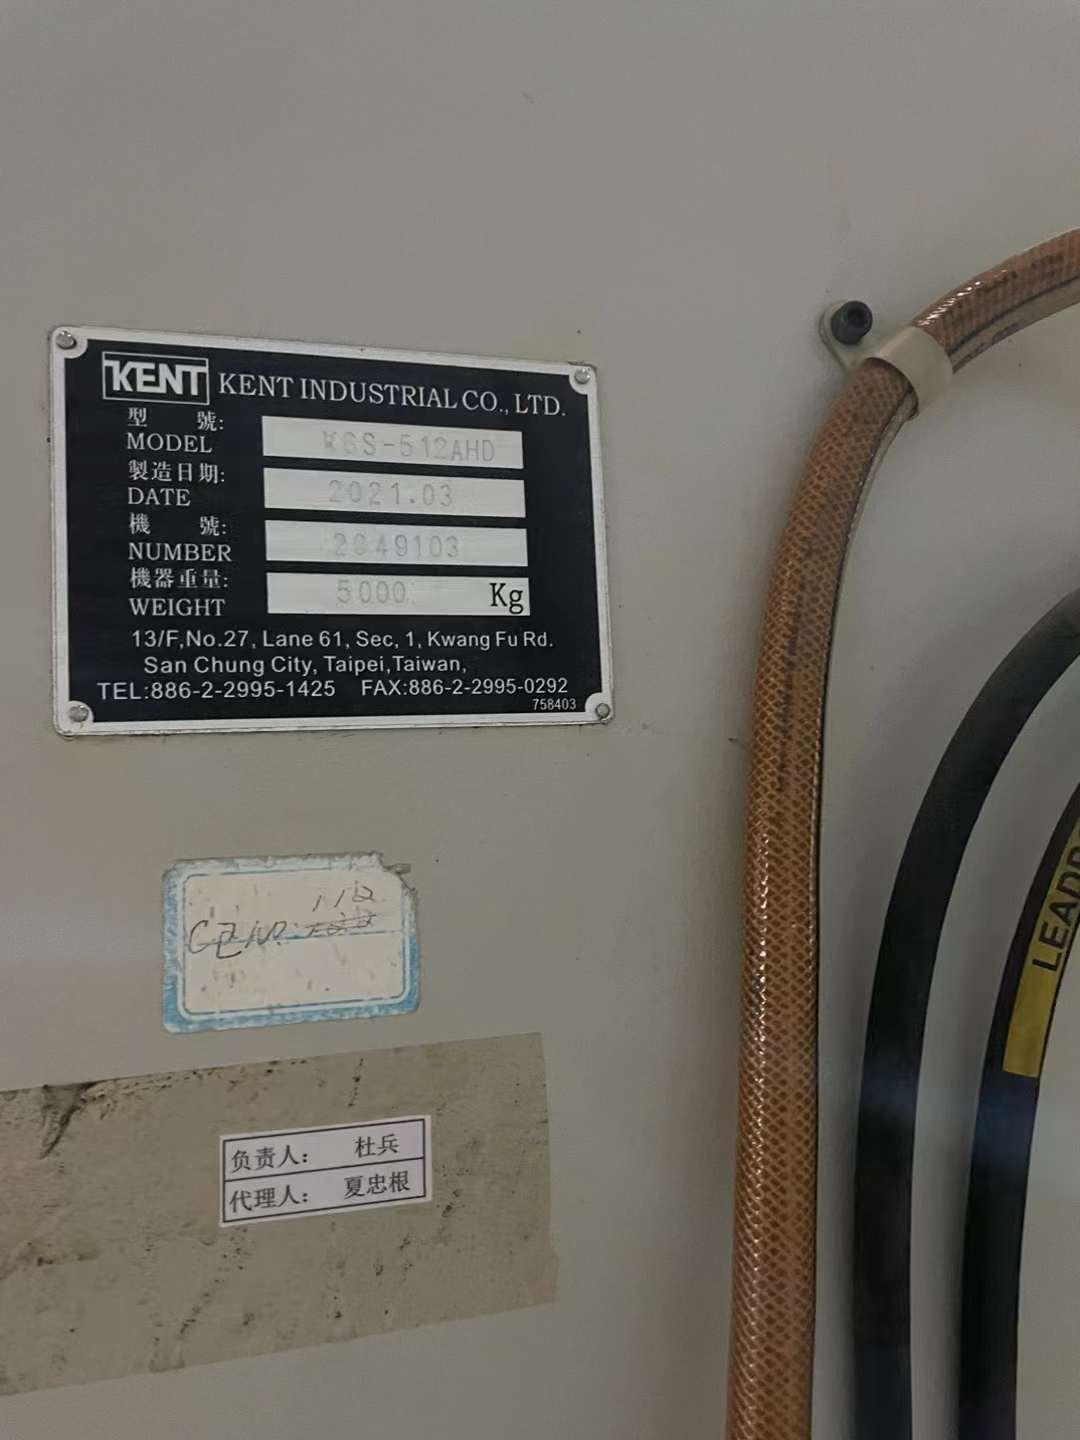 KENT KENT INDUSTRIAL CO., LTD.
型 號:
MODEL KGS-512AHD
製造日期:
DATE 2021.03
機 號:
NUMBER 2049103
機器重量:
WEIGHT 5000 Kg
13/F,No.27, Lane 61, Sec, 1, Kwang Fu Rd.
San Chung City, Taipei,Taiwan,
TEL:886-2-2995-1425 FAX:886-2-2995-0292
758403
负责人: 杜兵
代理人: 夏忠根